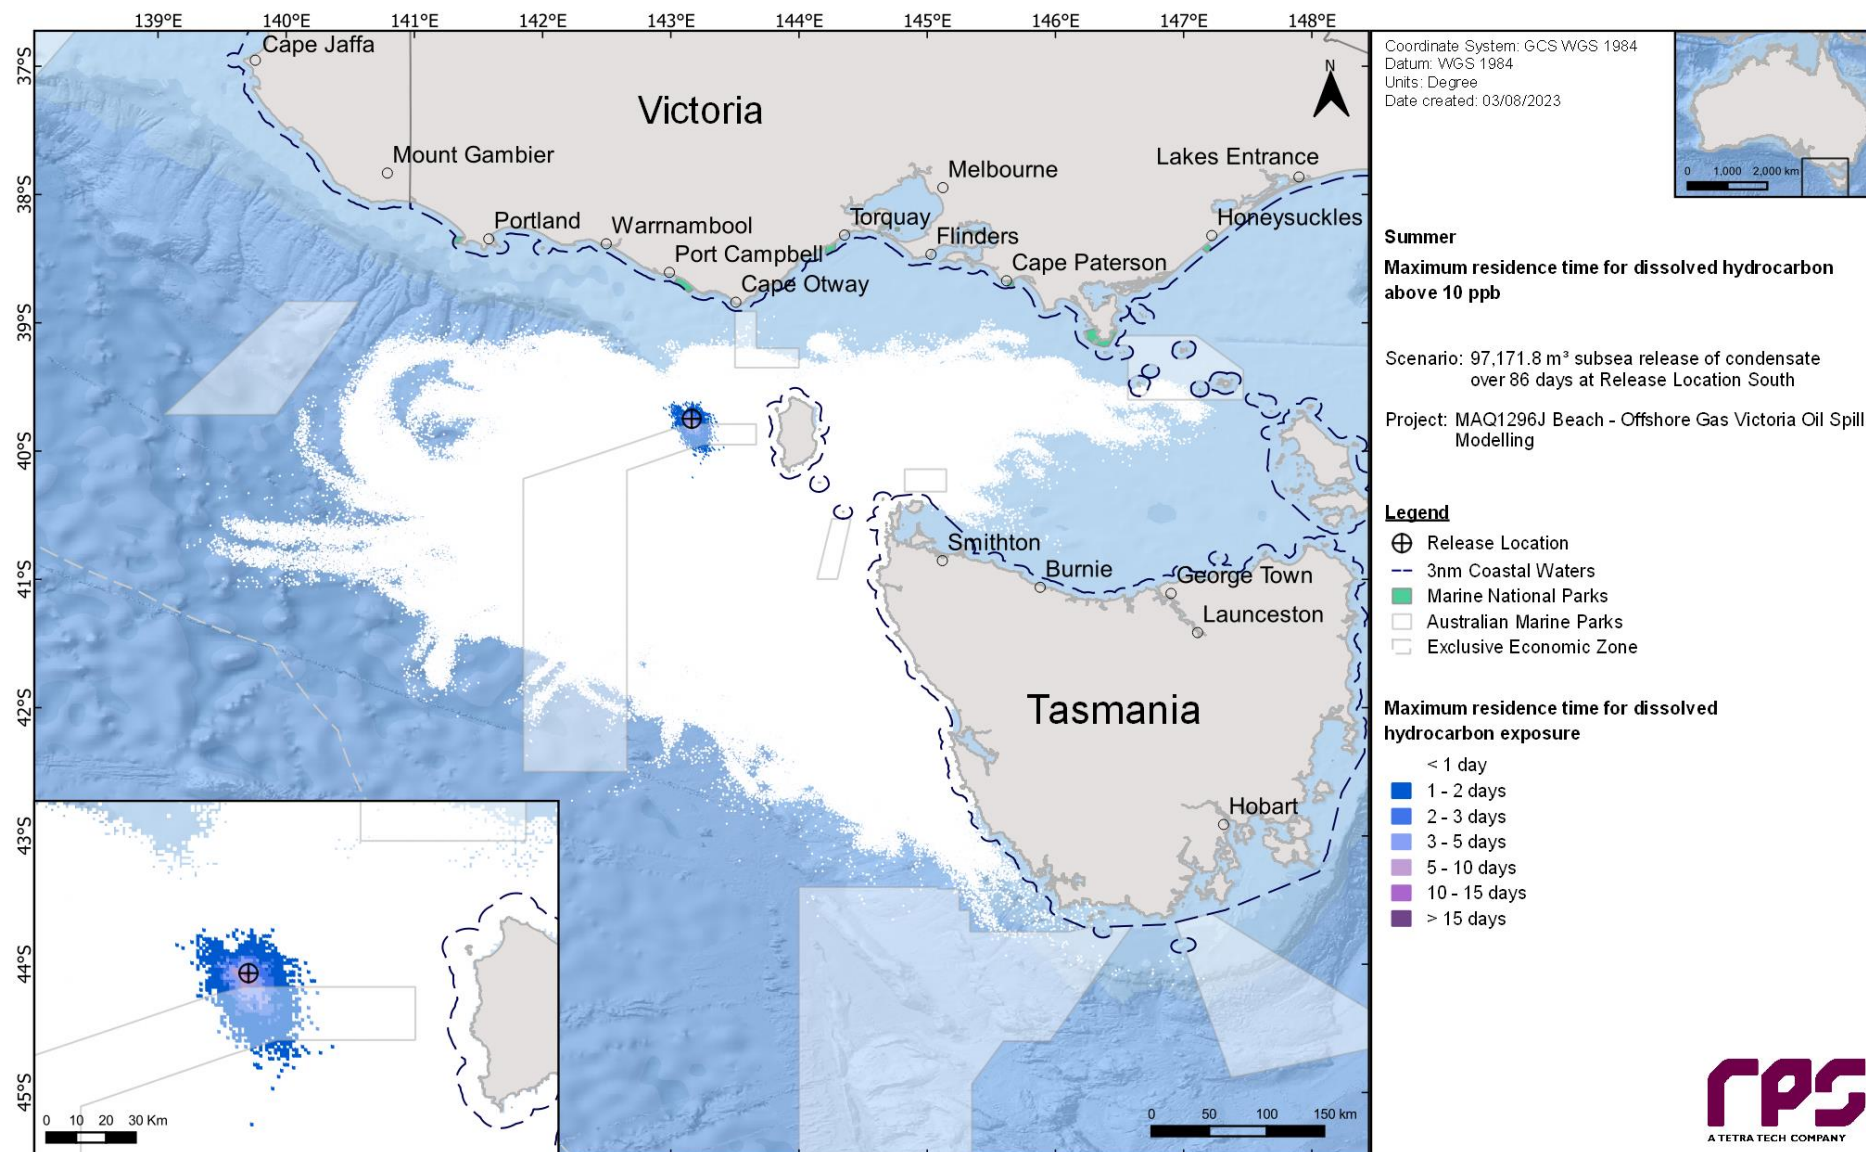 139°E 140°E 141°E 142°E 143°E 144°E 145°E 146°E 147°E 148°E
37°S
38°S
39°S
40°S
41°S
42°S
43°S
44°S
45°S
Cape Jaffa
Victoria
N
Mount Gambier
Melbourne
Lakes Entrance
Portland
Warrnambool
Torquay
Honeysuckles
Port Campbell
Flinders
Cape Otway
Cape Paterson
Smithton
Burnie
George Town
Launceston
Tasmania
Hobart
0 10 20 30 Km
0 50 100 150 km
Coordinate System: GCS WGS 1984
Datum: WGS 1984
Units: Degree
Date created: 03/08/2023
0 1,000 2,000 km
Summer
Maximum residence time for dissolved hydrocarbon
above 10 ppb
Scenario: 97,171.8 m³ subsea release of condensate
over 86 days at Release Location South
Project: MAQ1296J Beach - Offshore Gas Victoria Oil Spill
Modelling
Legend
Release Location
3nm Coastal Waters
Marine National Parks
Australian Marine Parks
Exclusive Economic Zone
Maximum residence time for dissolved
hydrocarbon exposure
< 1 day
1 - 2 days
2 - 3 days
3 - 5 days
5 - 10 days
10 - 15 days
> 15 days
rps
A TETRA TECH COMPANY